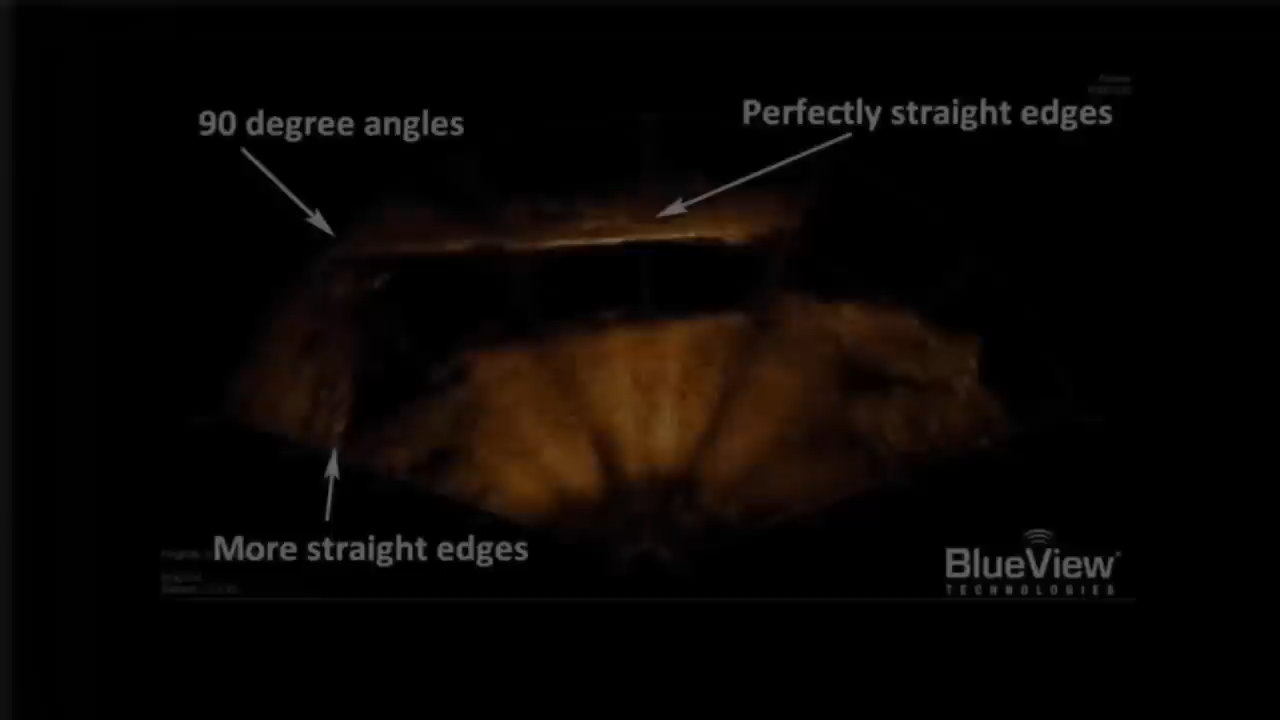 90 degree angles
Perfectly straight edges
More straight edges
BlueView
TECHNOLOGIES